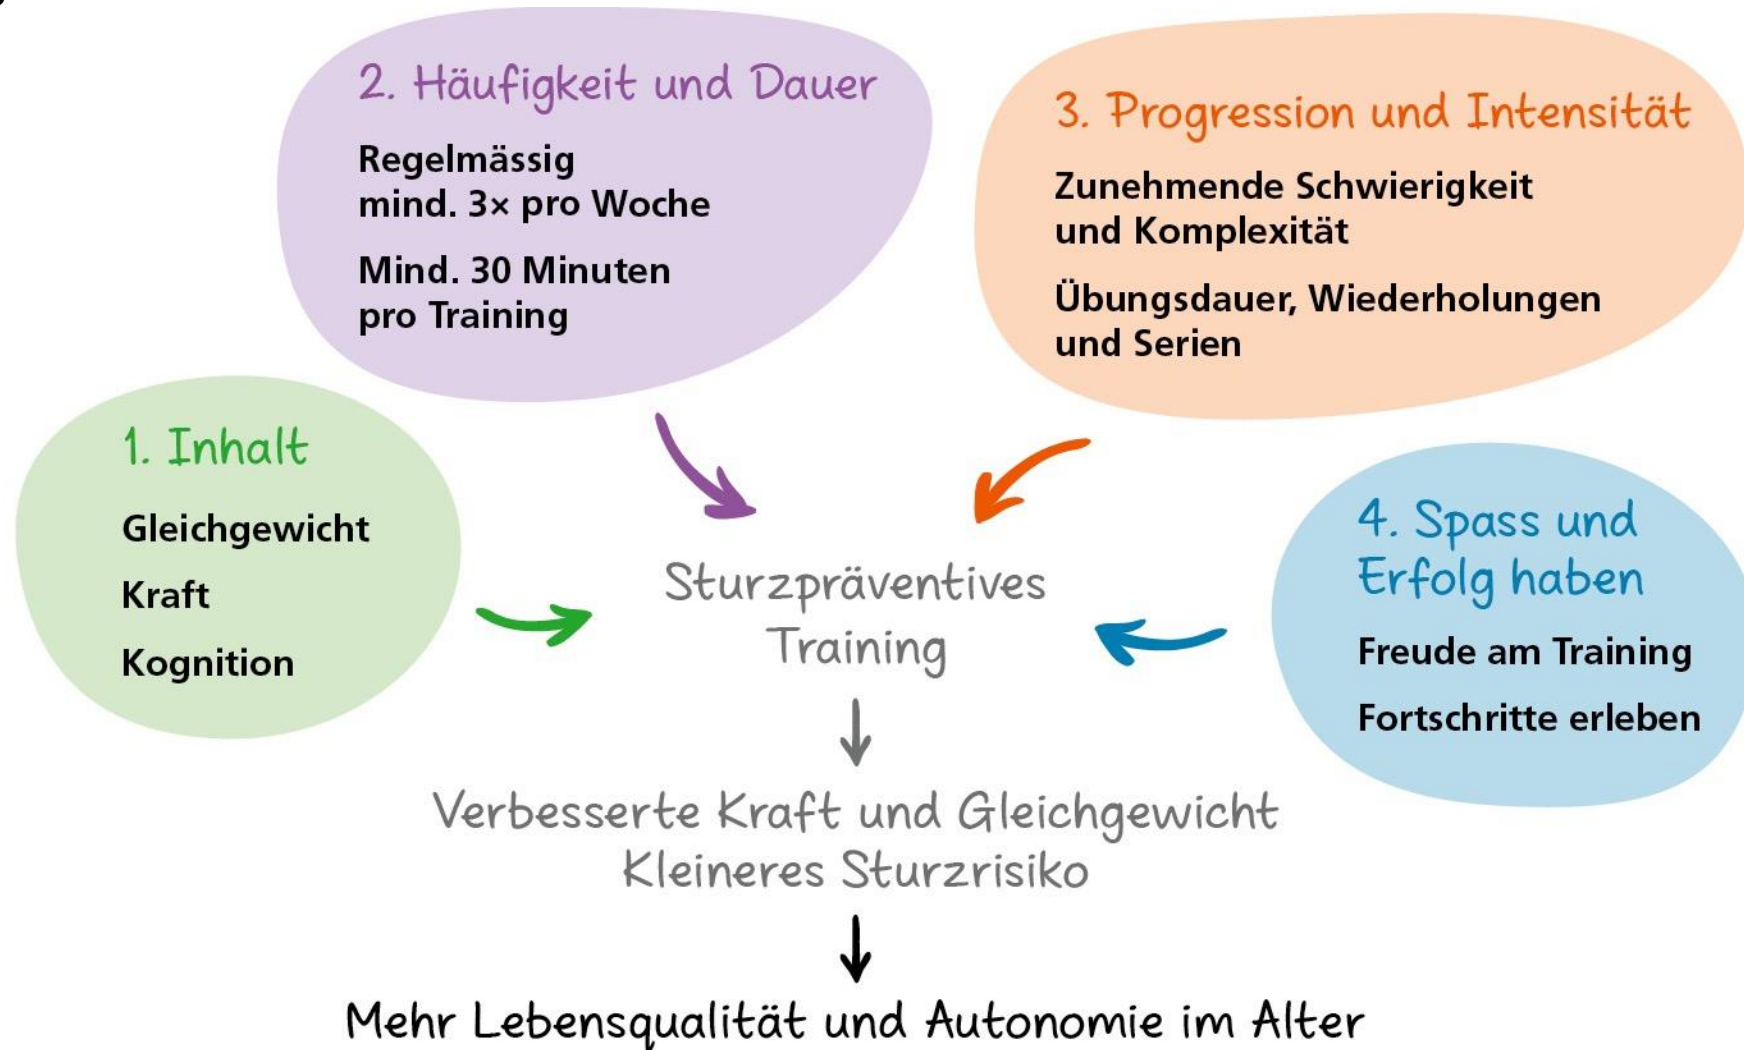 1. Inhalt
Gleichgewicht
Kraft
Kognition
2. Häufigkeit und Dauer
Regelmässig
mind. 3× pro Woche
Mind. 30 Minuten
pro Training
3. Progression und Intensität
Zunehmende Schwierigkeit
und Komplexität
Übungsdauer, Wiederholungen
und Serien
4. Spass und
Erfolg haben
Freude am Training
Fortschritte erleben
Sturzpräventives
Training
Verbesserte Kraft und Gleichgewicht
Kleineres Sturzrisiko
Mehr Lebensqualität und Autonomie im Alter